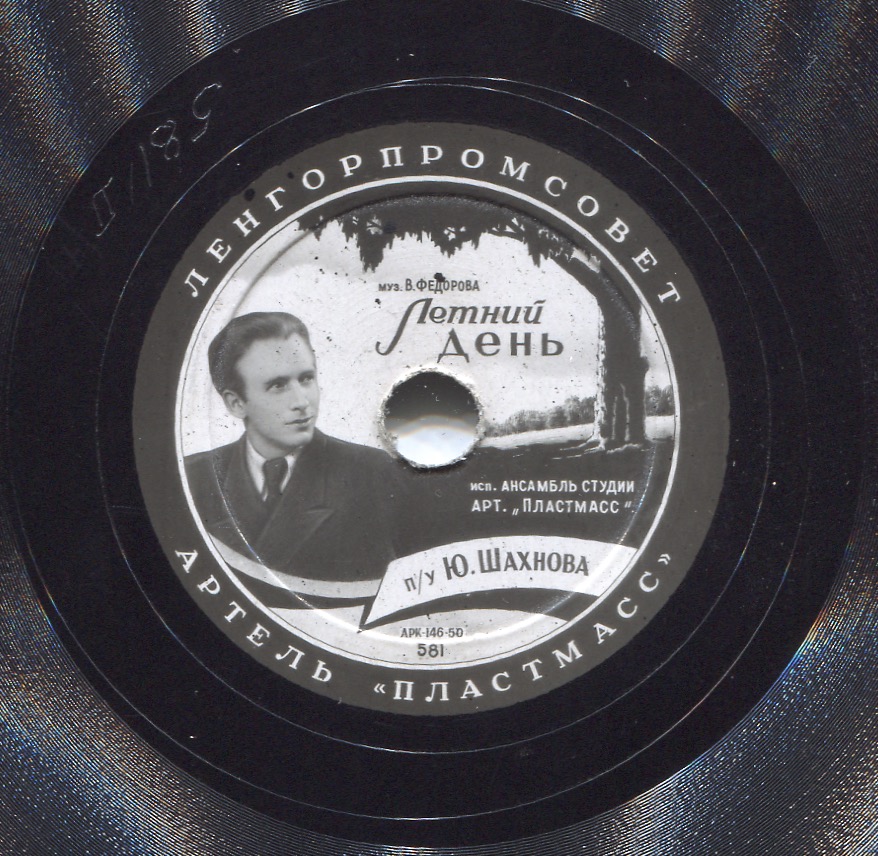 ЛЕНГОРПРОМСОВЕТ
муз. В. ФЕДОРОВА
Летний
день
исп. АНСАМБЛЬ СТУДИИ
АРТ. „ПЛАСТМАСС"
п/у Ю. ШАХНОВА
АРК-146-50
581
АРТЕЛЬ «ПЛАСТМАСС»